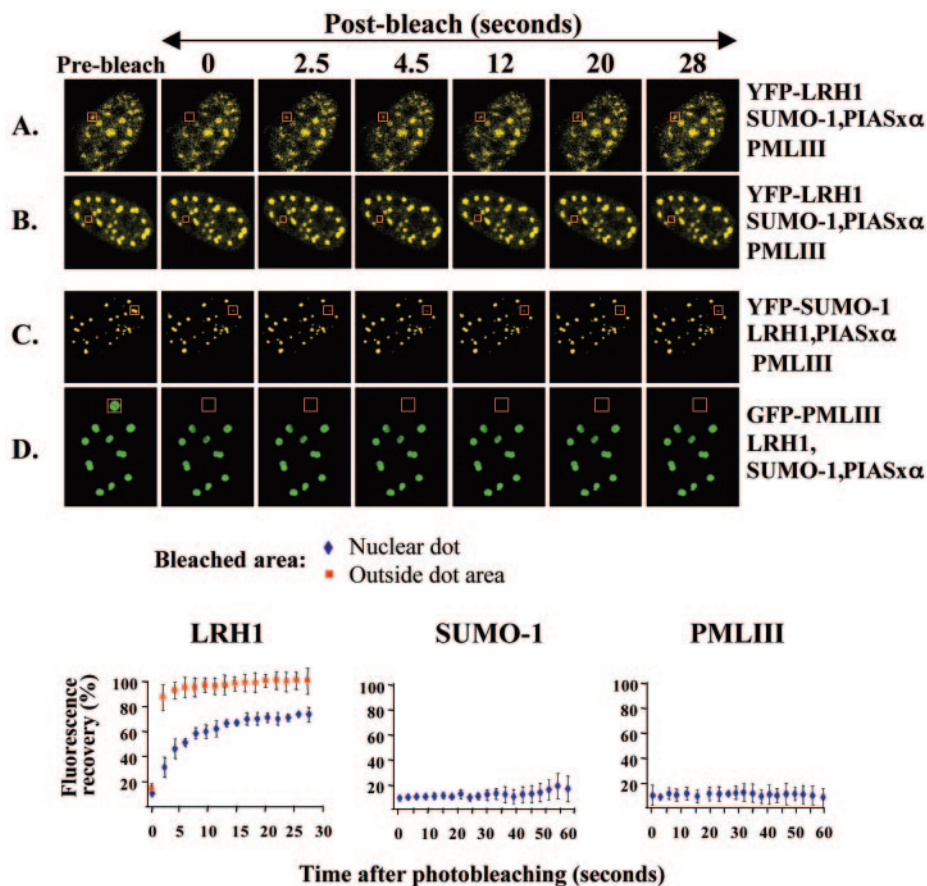 Post-bleach (seconds)
Pre-bleach 0 2.5 4.5 12 20 28
A.
YFP-LRH1
SUMO-1,PIASxα
PMLIII
B.
YFP-LRH1
SUMO-1,PIASxα
PMLIII
C.
YFP-SUMO-1
LRH1,PIASxα
PMLIII
D.
GFP-PMLIII
LRH1,
SUMO-1,PIASxα
Bleached area:
Nuclear dot
Outside dot area
LRH1
SUMO-1
PMLIII
Fluorescence
recovery (%)
100
80
60
40
20
0 5 10 15 20 25 30
100
80
60
40
20
0 10 20 30 40 50 60
100
80
60
40
20
0 10 20 30 40 50 60
Time after photobleaching (seconds)